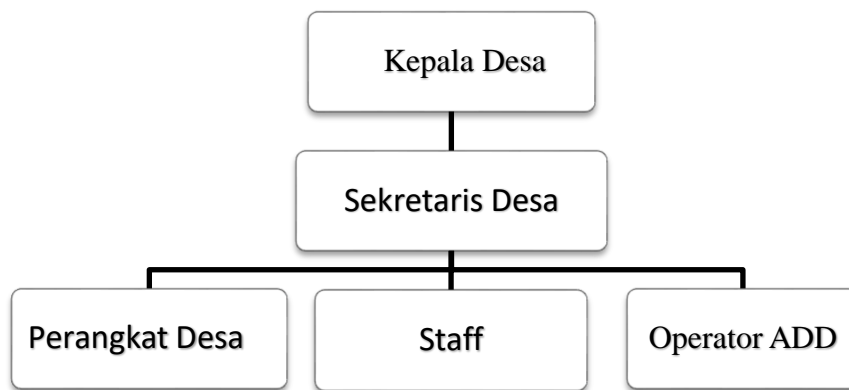 Kepala Desa
Sekretaris Desa
Perangkat Desa
Staff
Operator ADD